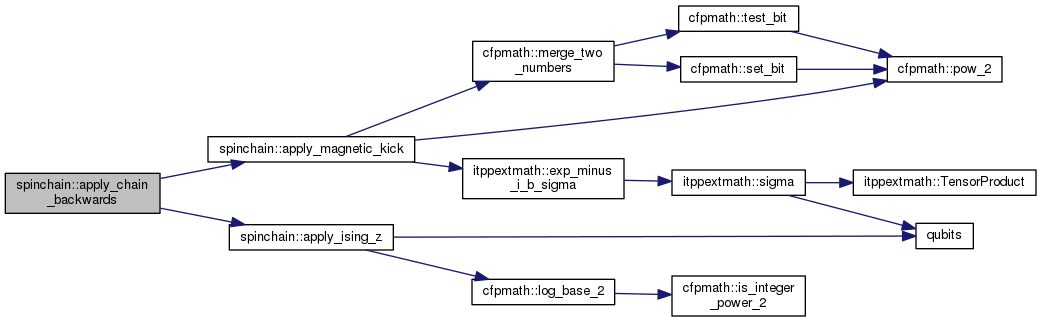 cfpmath::test_bit
cfpmath::merge_two
_numbers
cfpmath::set_bit
cfpmath::pow_2
spinchain::apply_magnetic_kick
itppextmath::exp_minus
_i_b_sigma
itppextmath::sigma
itppextmath::TensorProduct
spinchain::apply_chain
_backwards
spinchain::apply_ising_z
qubits
cfpmath::log_base_2
cfpmath::is_integer
_power_2